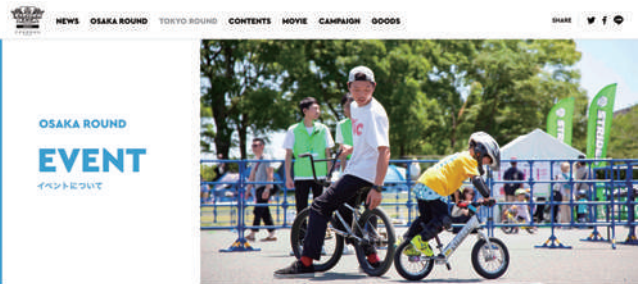 NEWS OSAKA ROUND TOKYO ROUND CONTENTS MOVIE CAMPAIGN GOODS SHARE
OSAKA ROUND
EVENT
イベントについて
STRIDER